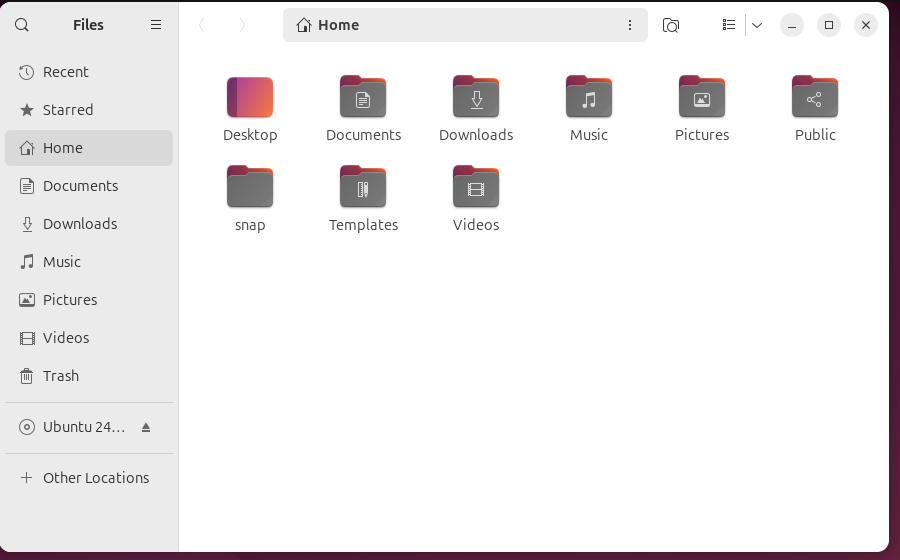 Files
Home
Recent
Starred
Home
Documents
Downloads
Music
Pictures
Videos
Trash
Ubuntu 24…
Other Locations
Desktop
Documents
Downloads
Music
Pictures
Public
snap
Templates
Videos